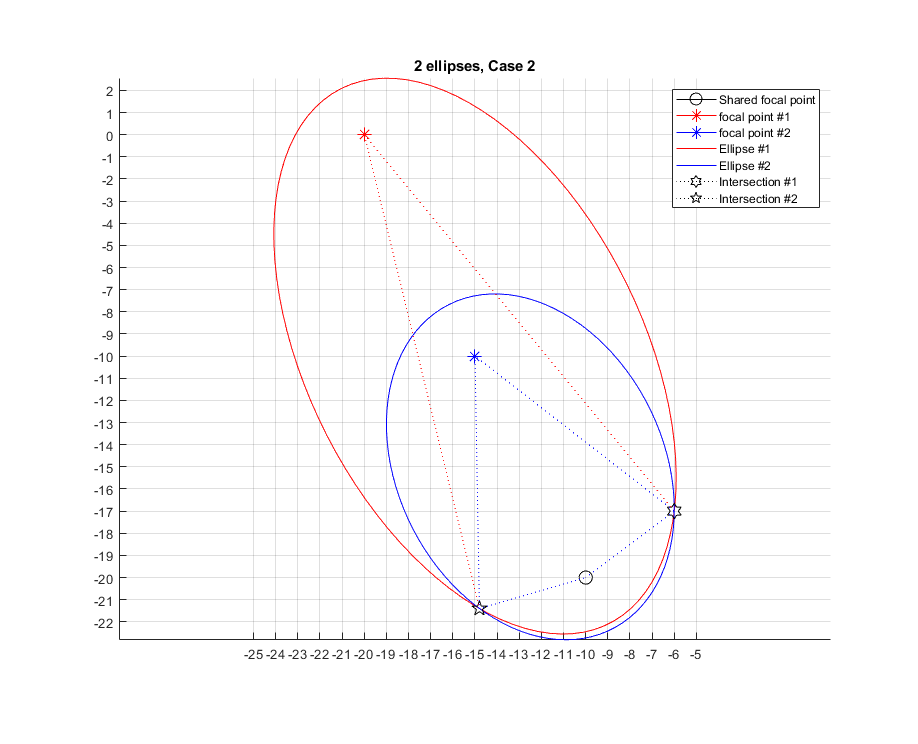 2 ellipses, Case 2
Shared focal point
focal point #1
focal point #2
Ellipse #1
Ellipse #2
Intersection #1
Intersection #2
2
1
0
-1
-2
-3
-4
-5
-6
-7
-8
-9
-10
-11
-12
-13
-14
-15
-16
-17
-18
-19
-20
-21
-22
-25 -24 -23 -22 -21 -20 -19 -18 -17 -16 -15 -14 -13 -12 -11 -10 -9 -8 -7 -6 -5